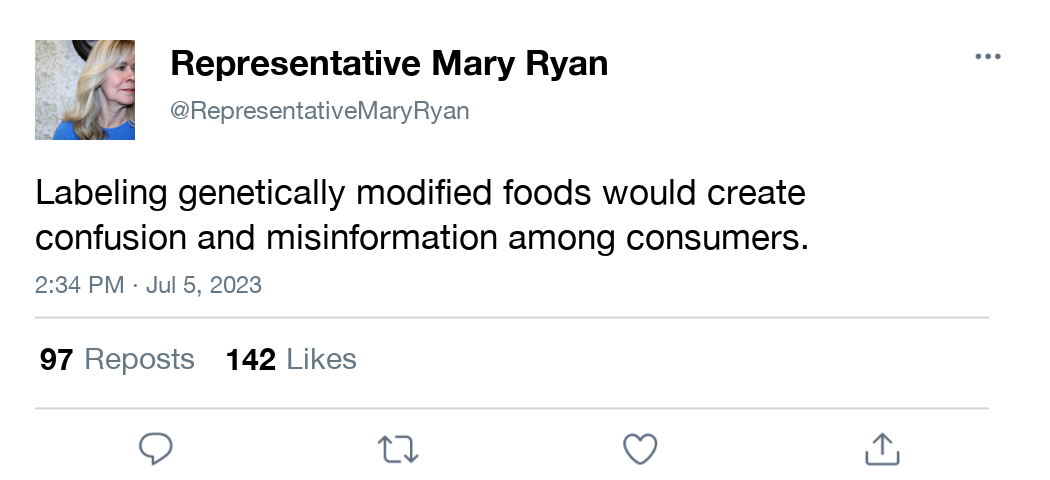 Representative Mary Ryan
@RepresentativeMaryRyan
Labeling genetically modified foods would create
confusion and misinformation among consumers.
2:34 PM · Jul 5, 2023
97 Reposts 142 Likes